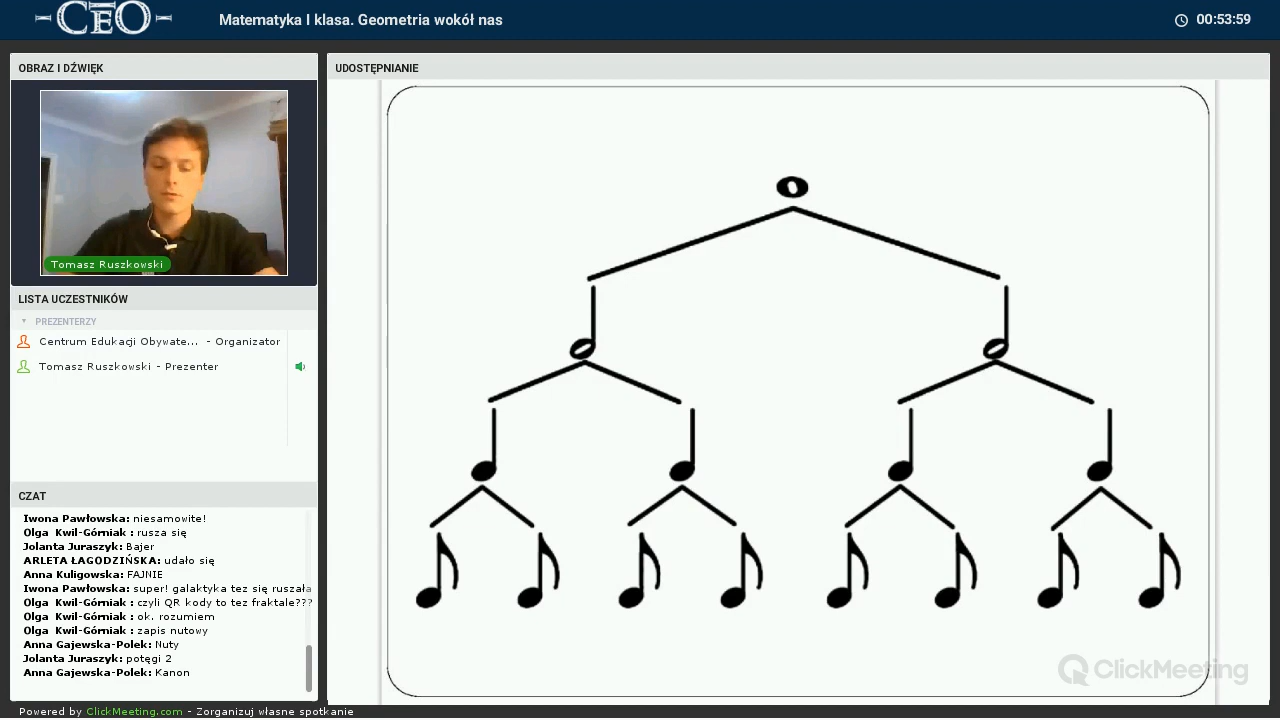 CEO
Matematyka I klasa. Geometria wokół nas
00:53:59
OBRAZ I DŹWIĘK
UDOSTĘPNIANIE
Tomasz Ruszkowski
LISTA UCZESTNIKÓW
PREZENTERZY
Centrum Edukacji Obywate... - Organizator
Tomasz Ruszkowski - Prezenter
CZAT
Iwona Pawłowska: niesamowite!
Olga Kwil-Górniak : rusza się
Jolanta Juraszyk: Bajer
ARLETA ŁAGODZIŃSKA: udało się
Anna Kuligowska: FAJNIE
Iwona Pawłowska: super! galaktyka tez się ruszała
Olga Kwil-Górniak : czyli QR kody to tez fraktale???
Olga Kwil-Górniak : ok. rozumiem
Olga Kwil-Górniak : zapis nutowy
Anna Gajewska-Polek: Nuty
Jolanta Juraszyk: potęgi 2
Anna Gajewska-Polek: Kanon
ClickMeeting
Powered by ClickMeeting.com - Zorganizuj własne spotkanie